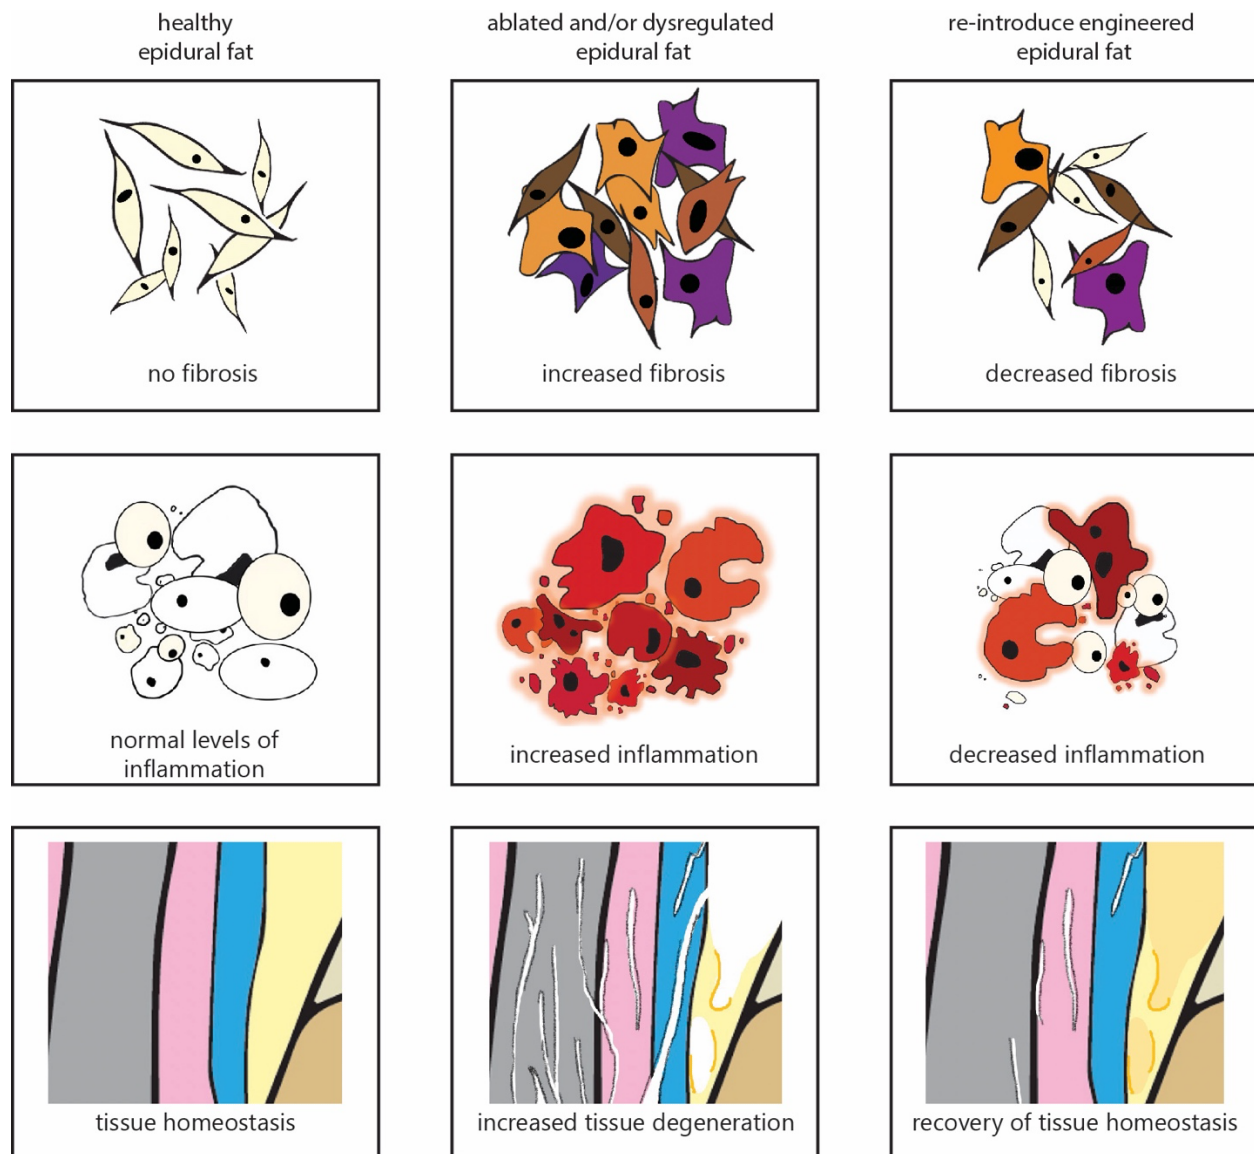 healthy
epidural fat
ablated and/or dysregulated
epidural fat
re-introduce engineered
epidural fat
no fibrosis
increased fibrosis
decreased fibrosis
normal levels of
inflammation
increased inflammation
decreased inflammation
tissue homeostasis
increased tissue degeneration
recovery of tissue homeostasis